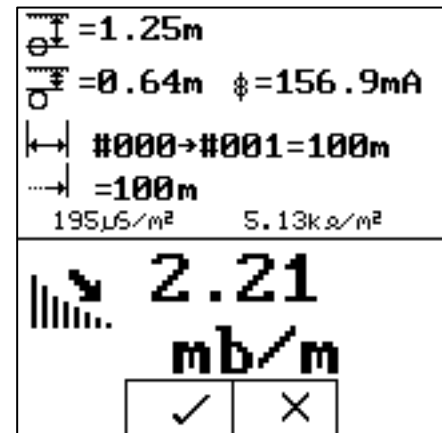 =1.25m
=0.64m ⌽=156.9mA
#000→#001=100m
=100m
195µS/m² 5.13kΩ/m²
2.21
mb/m